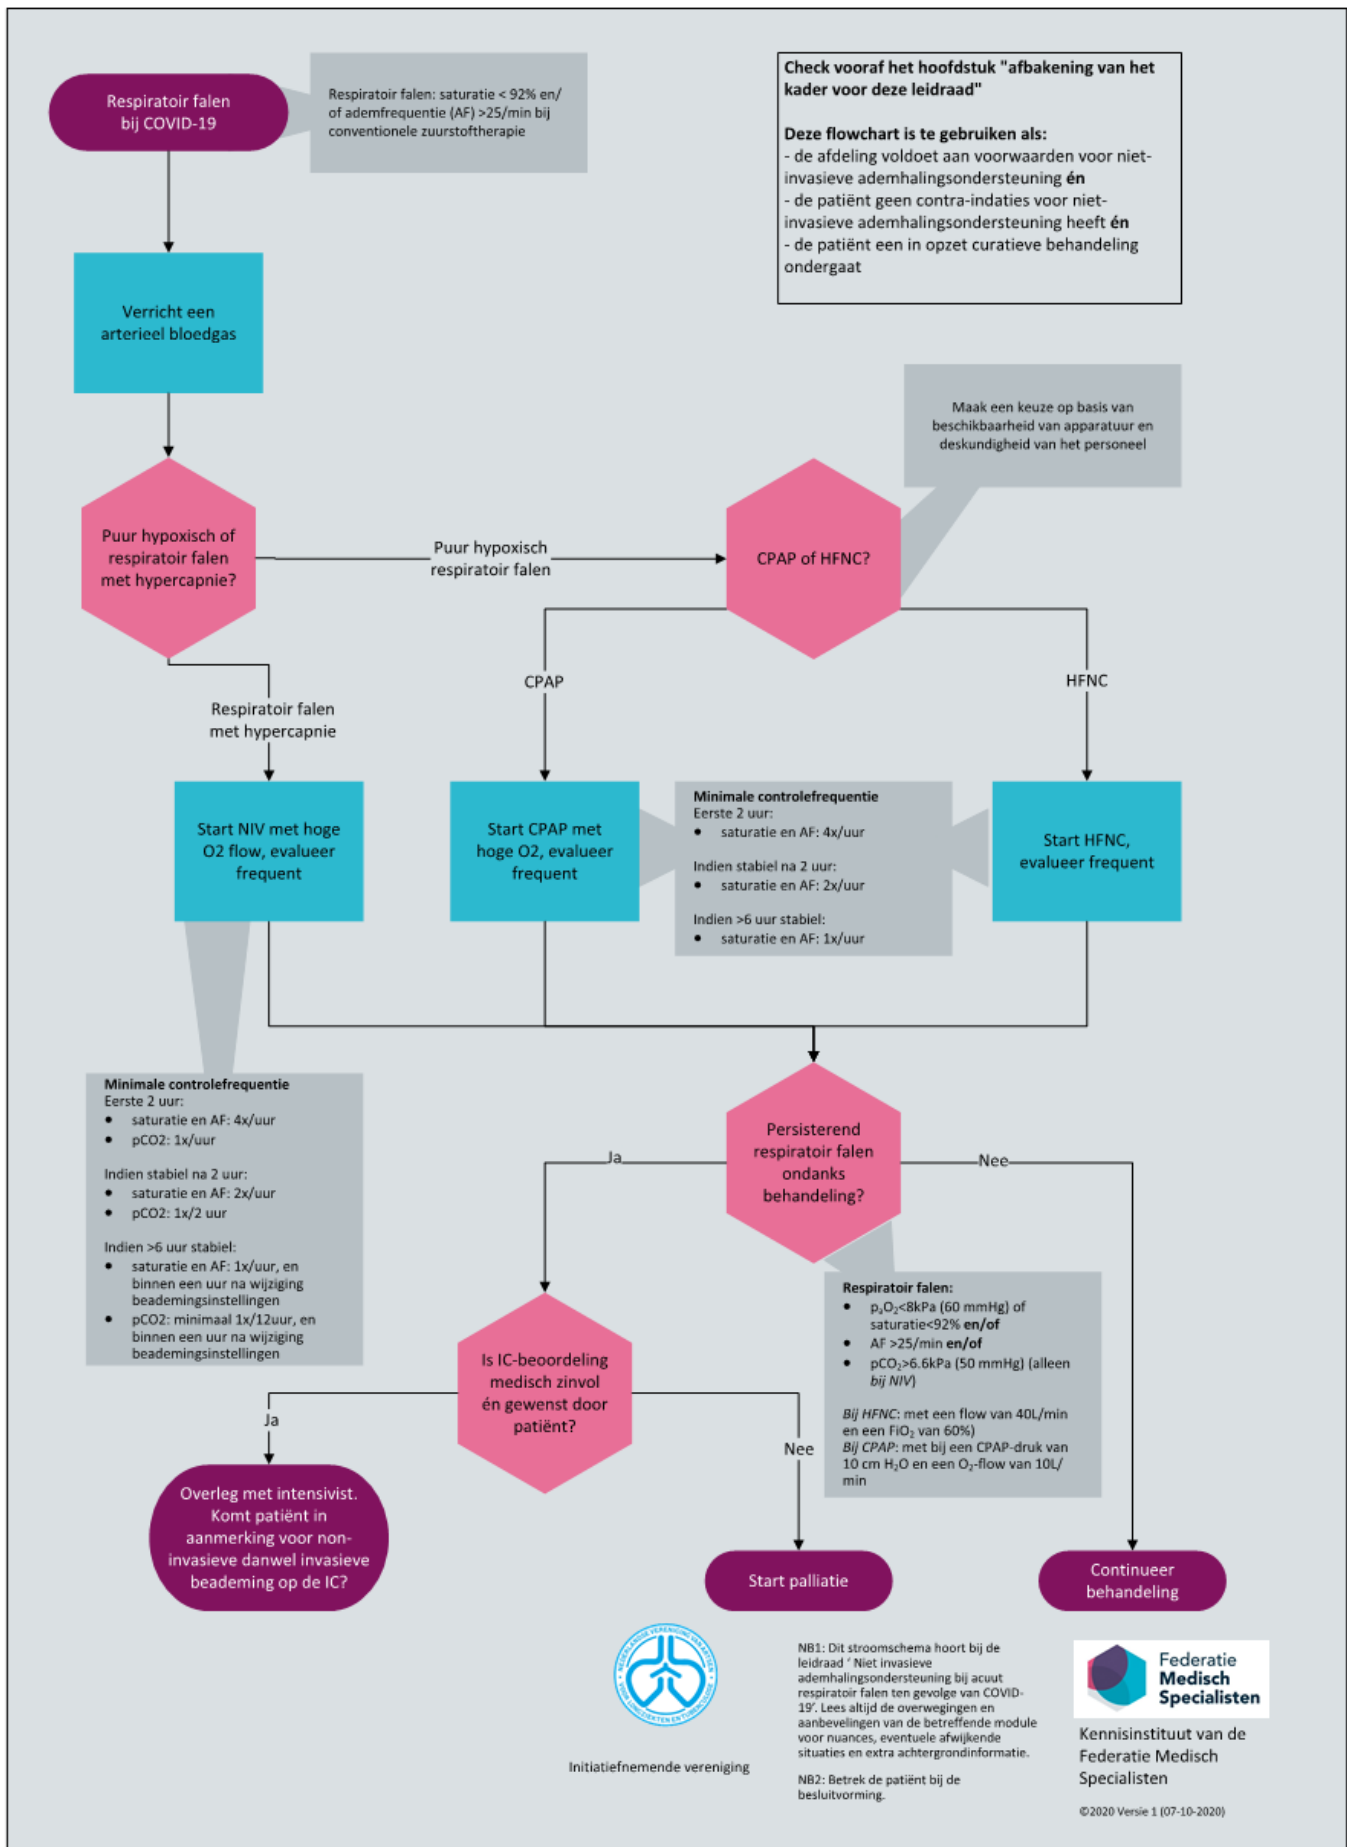 Respiratoir falen
bij COVID-19
Respiratoir falen: saturatie < 92% en/
of ademfrequentie (AF) >25/min bij
conventionele zuurstoftherapie
Check vooraf het hoofdstuk "afbakening van het
kader voor deze leidraad"
Deze flowchart is te gebruiken als:
- de afdeling voldoet aan voorwaarden voor niet-
invasieve ademhalingsondersteuning én
- de patiënt geen contra-indaties voor niet-
invasieve ademhalingsondersteuning heeft én
- de patiënt een in opzet curatieve behandeling
ondergaat
Verricht een
arterieel bloedgas
Maak een keuze op basis van
beschikbaarheid van apparatuur en
deskundigheid van het personeel
Puur hypoxisch of
respiratoir falen
met hypercapnie?
Puur hypoxisch
respiratoir falen
CPAP of HFNC?
CPAP
HFNC
Respiratoir falen
met hypercapnie
Start NIV met hoge
O2 flow, evalueer
frequent
Start CPAP met
hoge O2, evalueer
frequent
Minimale controlefrequentie
Eerste 2 uur:
● saturatie en AF: 4x/uur
Indien stabiel na 2 uur:
● saturatie en AF: 2x/uur
Indien >6 uur stabiel:
● saturatie en AF: 1x/uur
Start HFNC,
evalueer frequent
Minimale controlefrequentie
Eerste 2 uur:
● saturatie en AF: 4x/uur
● pCO2: 1x/uur
Indien stabiel na 2 uur:
● saturatie en AF: 2x/uur
● pCO2: 1x/2 uur
Indien >6 uur stabiel:
● saturatie en AF: 1x/uur, en
binnen een uur na wijziging
beademingsinstellingen
● pCO2: minimaal 1x/12uur, en
binnen een uur na wijziging
beademingsinstellingen
Persisterend
respiratoir falen
ondanks
behandeling?
Ja
Nee
Respiratoir falen:
● pₐO₂<8kPa (60 mmHg) of
saturatie<92% en/of
● AF >25/min en/of
● pCO₂>6.6kPa (50 mmHg) (alleen
bij NIV)
Bij HFNC: met een flow van 40L/min
en een FiO₂ van 60%)
Bij CPAP: met bij een CPAP-druk van
10 cm H₂O en een O₂-flow van 10L/
min
Is IC-beoordeling
medisch zinvol
én gewenst door
patiënt?
Ja
Nee
Overleg met intensivist.
Komt patiënt in
aanmerking voor non-
invasieve danwel invasieve
beademing op de IC?
Start palliatie
Continueer
behandeling
NEDERLANDSE VERENIGING VAN ARTSEN
VOOR LONGZIEKTEN EN TUBERCULOSE
Initiatiefnemende vereniging
NB1: Dit stroomschema hoort bij de
leidraad ‘ Niet invasieve
ademhalingsondersteuning bij acuut
respiratoir falen ten gevolge van COVID-
19’. Lees altijd de overwegingen en
aanbevelingen van de betreffende module
voor nuances, eventuele afwijkende
situaties en extra achtergrondinformatie.
NB2: Betrek de patiënt bij de
besluitvorming.
Federatie
Medisch
Specialisten
Kennisinstituut van de
Federatie Medisch
Specialisten
©2020 Versie 1 (07-10-2020)